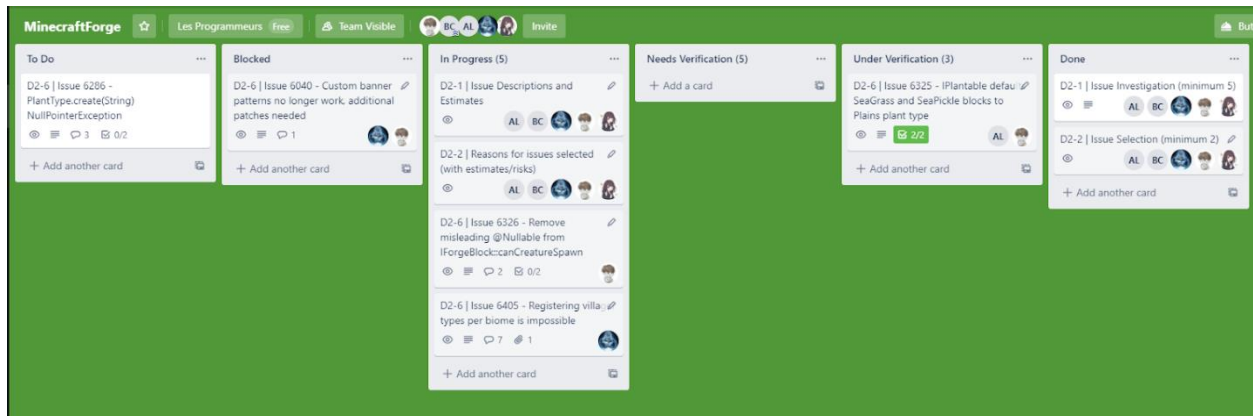 MinecraftForge
Les Programmeurs Free
Team Visible
BC AL
Invite
But
To Do
D2-6 | Issue 6286 -
PlantType.create(String)
NullPointerException
3 0/2
+ Add another card
Blocked
D2-6 | Issue 6040 - Custom banner
patterns no longer work, additional
patches needed
1
+ Add another card
In Progress (5)
D2-1 | Issue Descriptions and
Estimates
AL BC
D2-2 | Reasons for issues selected
(with estimates/risks)
AL BC
D2-6 | Issue 6326 - Remove
misleading @Nullable from
IForgeBlock::canCreatureSpawn
2 0/2
D2-6 | Issue 6405 - Registering villa
types per biome is impossible
7 1
+ Add another card
Needs Verification (5)
+ Add a card
Under Verification (3)
D2-6 | Issue 6325 - IPlantable defau
SeaGrass and SeaPickle blocks to
Plains plant type
2/2 AL
+ Add another card
Done
D2-1 | Issue Investigation (minimum 5)
AL BC
D2-2 | Issue Selection (minimum 2)
AL BC
+ Add another card